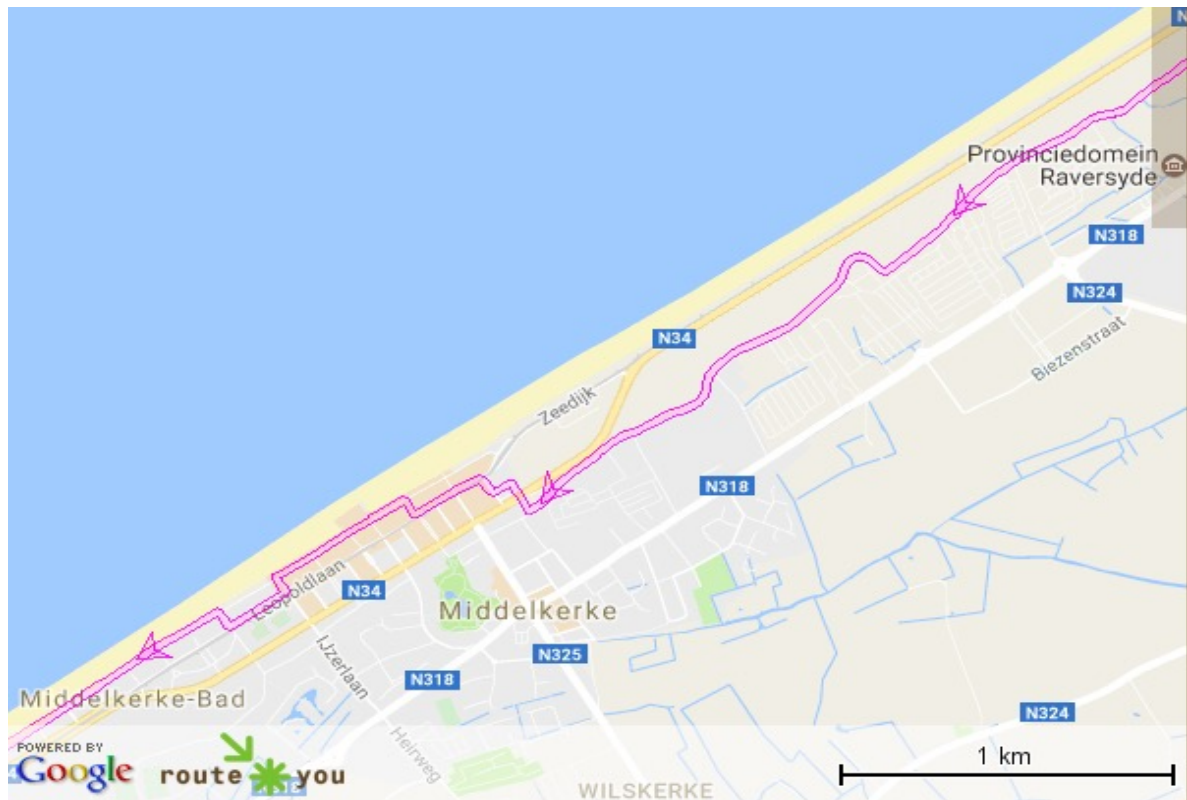 Provinciedomein
Raversyde
N318
N324
Biezenstraat
N34
Zeedijk
N318
Leopoldlaan
N34
Middelkerke
IJzerlaan
N325
N318
Middelkerke-Bad
N324
Heirweg
POWERED BY
Google
route you
1 km
WILSKERKE